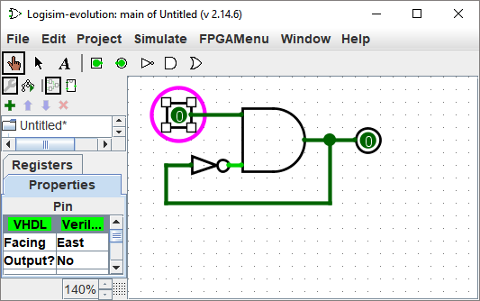 Logisim-evolution: main of Untitled (v 2.14.6)
File Edit Project Simulate FPGAMenu Window Help
A
0
0
Untitled*
Registers
Properties
Pin
VHDL Veril...
Facing East
Output? No
140%